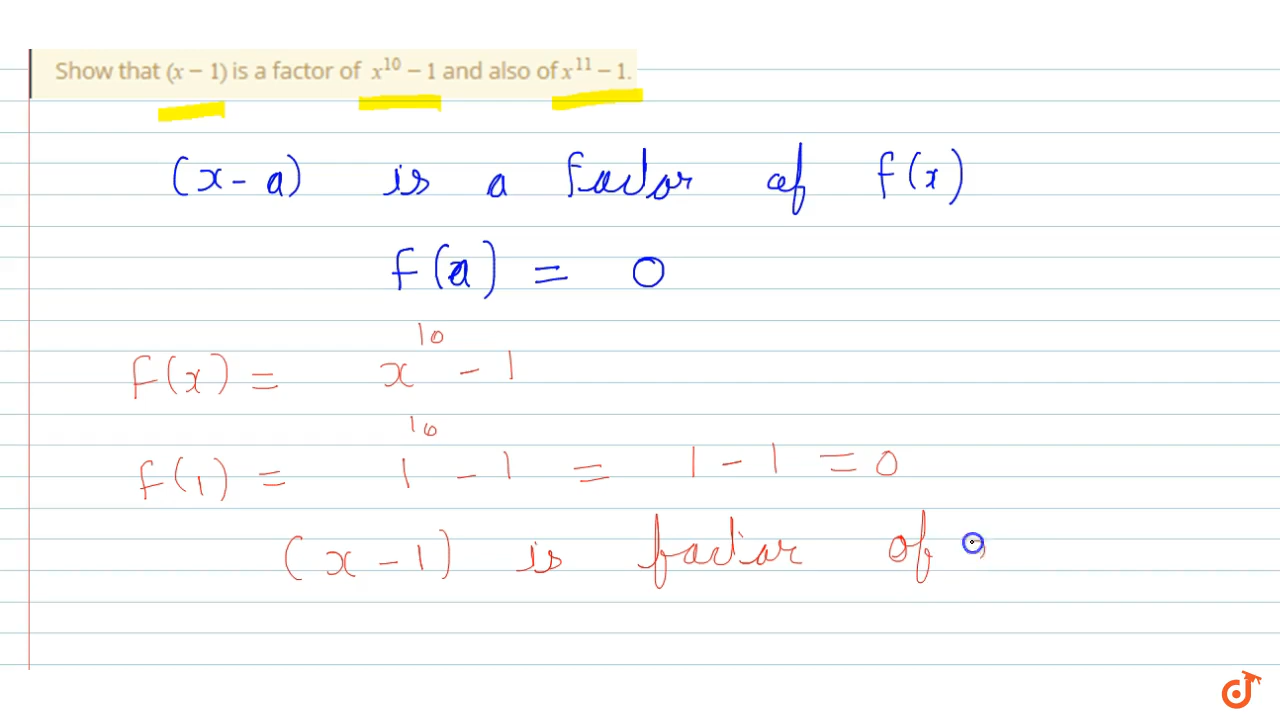 Show that (x − 1) is a factor of x¹⁰ − 1 and also of x¹¹ − 1.
(x - a) is a factor of f(x)
f(a) = 0
f(x) = x¹⁰ - 1
f(1) = 1¹⁰ - 1 = 1 - 1 = 0
(x - 1) is factor of